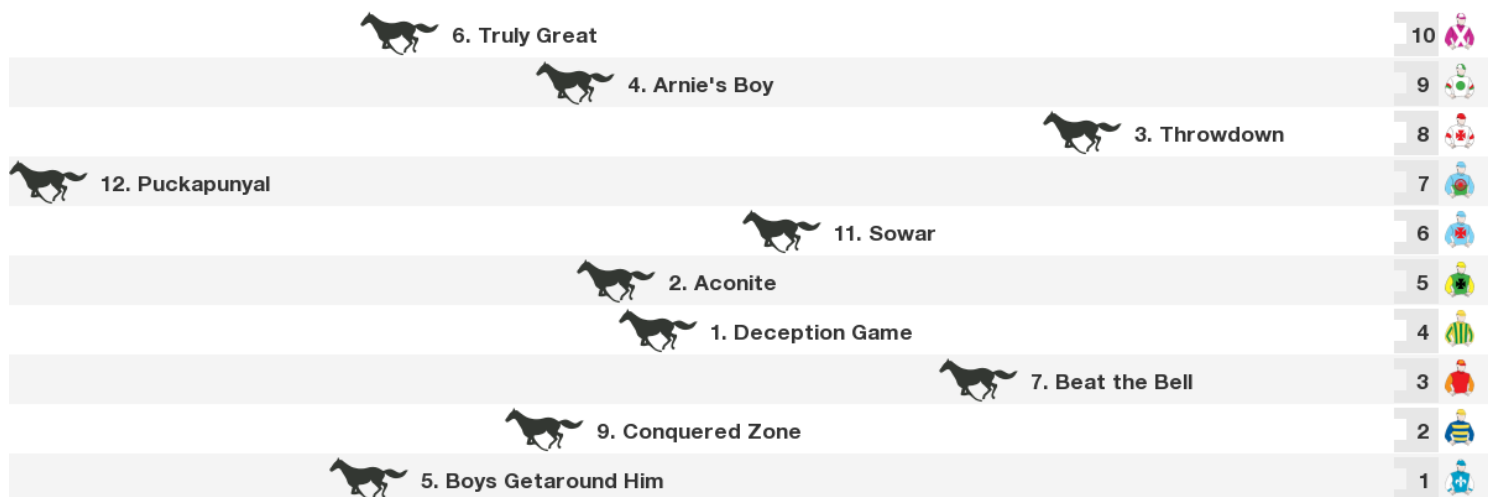 6. Truly Great 10
4. Arnie's Boy 9
3. Throwdown 8
12. Puckapunyal 7
11. Sowar 6
2. Aconite 5
1. Deception Game 4
7. Beat the Bell 3
9. Conquered Zone 2
5. Boys Getaround Him 1